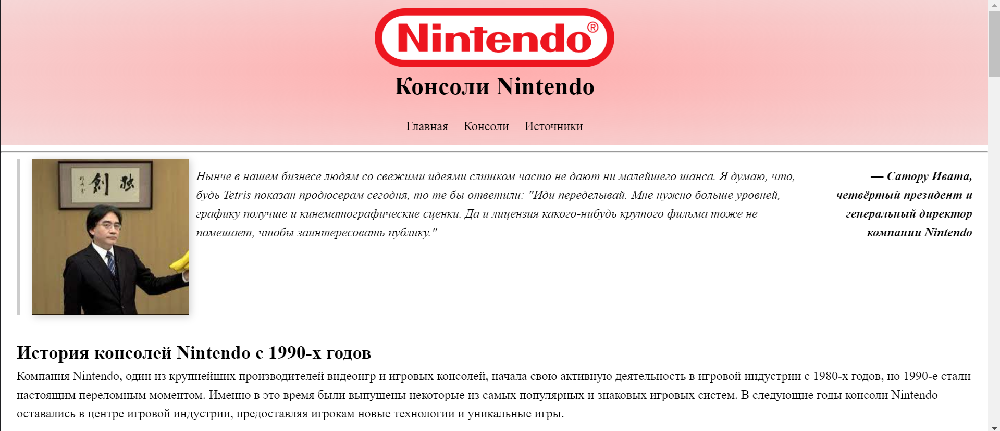 Nintendo®
Консоли Nintendo
Главная Консоли Источники
独創
Нынче в нашем бизнесе людям со свежими идеями слишком часто не дают ни малейшего шанса. Я думаю, что,
будь Tetris показан продюсерам сегодня, то те бы ответили: "Иди переделывай. Мне нужно больше уровней,
графику получше и кинематографические сценки. Да и лицензия какого-нибудь крутого фильма тоже не
помешает, чтобы заинтересовать публику."
— Сатору Ивата,
четвёртый президент и
генеральный директор
компании Nintendo
История консолей Nintendo с 1990-х годов
Компания Nintendo, один из крупнейших производителей видеоигр и игровых консолей, начала свою активную деятельность в игровой индустрии с 1980-х годов, но 1990-е стали
настоящим переломным моментом. Именно в это время были выпущены некоторые из самых популярных и знаковых игровых систем. В следующие годы консоли Nintendo
оставались в центре игровой индустрии, предоставляя игрокам новые технологии и уникальные игры.